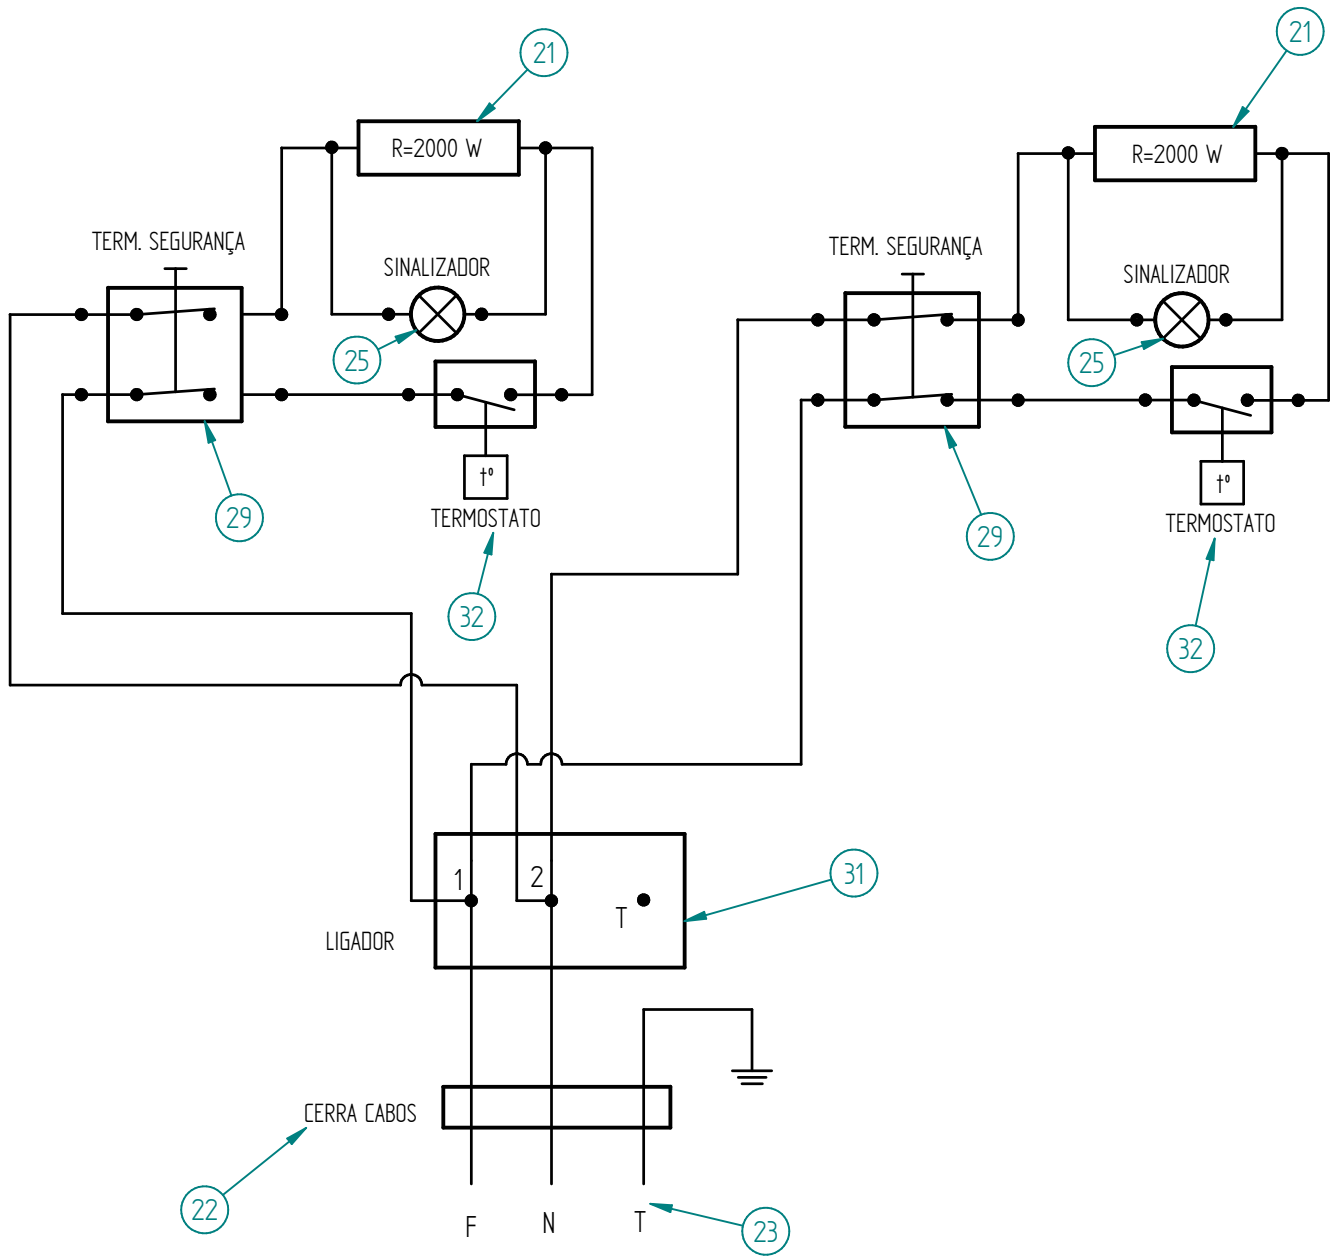 21
21
R=2000 W
R=2000 W
TERM. SEGURANÇA
TERM. SEGURANÇA
SINALIZADOR
SINALIZADOR
25
25
t°
t°
29
TERMOSTATO
29
TERMOSTATO
32
32
1
2
31
T
LIGADOR
CERRA CABOS
22
F
N
T
23